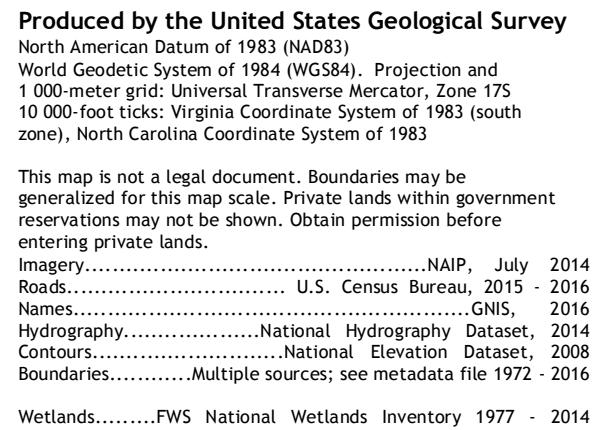 Produced by the United States Geological Survey
North American Datum of 1983 (NAD83)
World Geodetic System of 1984 (WGS84).  Projection and
1 000-meter grid: Universal Transverse Mercator, Zone 17S
10 000-foot ticks: Virginia Coordinate System of 1983 (south
zone), North Carolina Coordinate System of 1983

This map is not a legal document. Boundaries may be
generalized for this map scale. Private lands within government
reservations may not be shown. Obtain permission before
entering private lands.
Imagery.............................................NAIP, July 2014
Roads................................ U.S. Census Bureau, 2015 - 2016
Names....................................................GNIS, 2016
Hydrography....................National Hydrography Dataset, 2014
Contours............................National Elevation Dataset, 2008
Boundaries............Multiple sources; see metadata file 1972 - 2016

Wetlands.........FWS National Wetlands Inventory 1977 - 2014